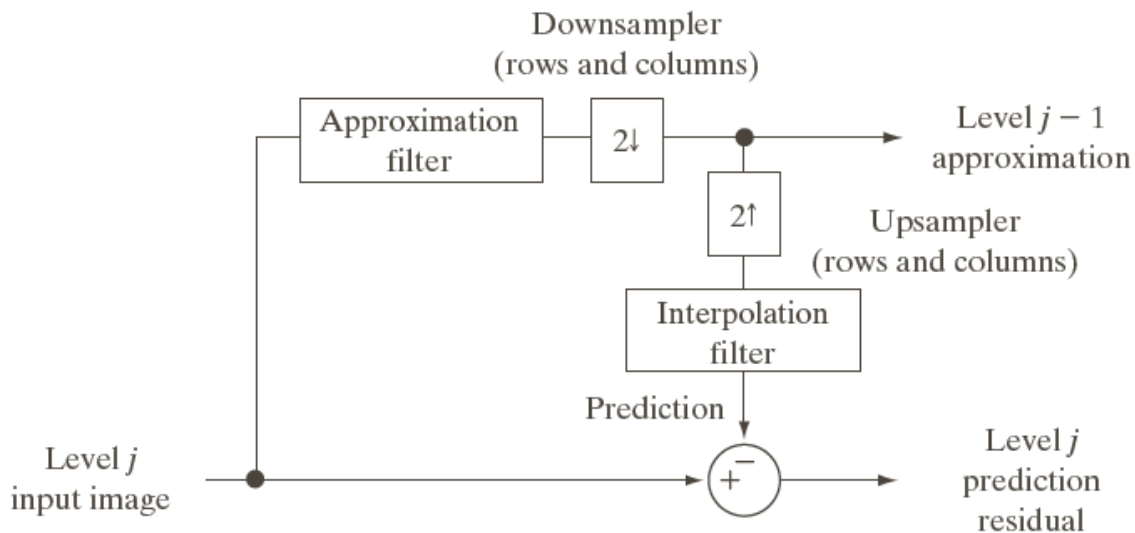 Downsampler
(rows and columns)
Approximation
filter
2↓
Level j − 1
approximation
2↑
Upsampler
(rows and columns)
Interpolation
filter
Prediction
Level j
input image
+
−
Level j
prediction
residual